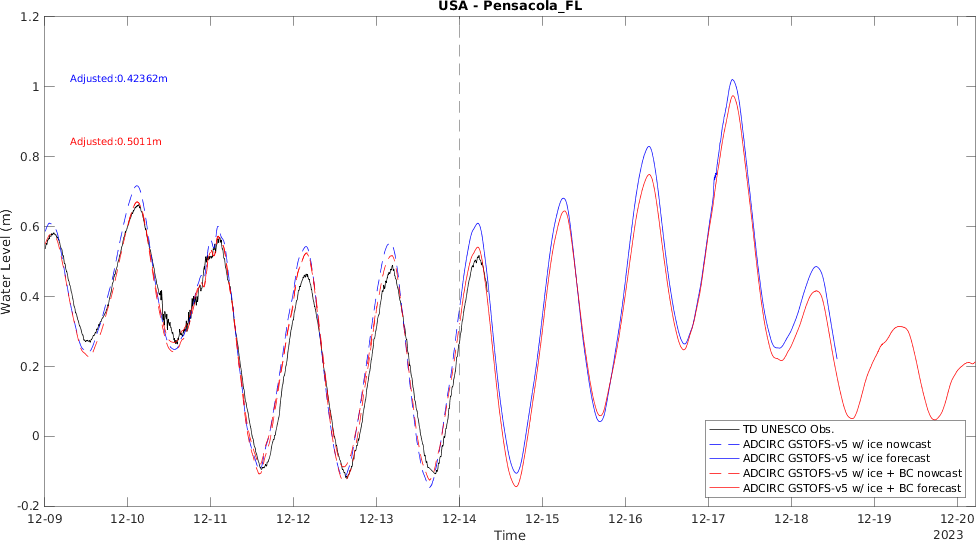 USA - Pensacola_FL
1.2
1
0.8
0.6
0.4
0.2
0
-0.2
Water Level (m)
Adjusted:0.42362m
Adjusted:0.5011m
TD UNESCO Obs.
ADCIRC GSTOFS-v5 w/ ice nowcast
ADCIRC GSTOFS-v5 w/ ice forecast
ADCIRC GSTOFS-v5 w/ ice + BC nowcast
ADCIRC GSTOFS-v5 w/ ice + BC forecast
12-09 12-10 12-11 12-12 12-13 12-14 12-15 12-16 12-17 12-18 12-19 12-20
Time
2023